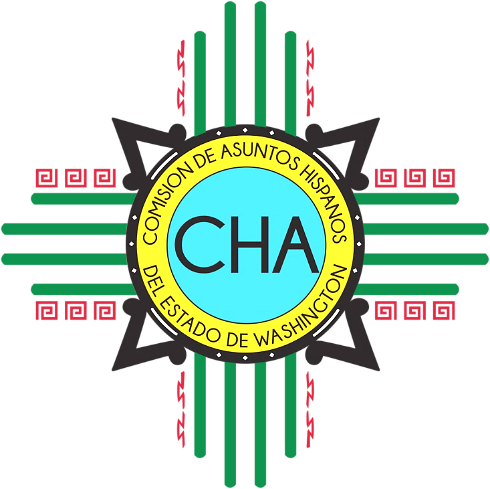 COMISION DE ASUNTOS HISPANOS
CHA
DEL ESTADO DE WASHINGTON